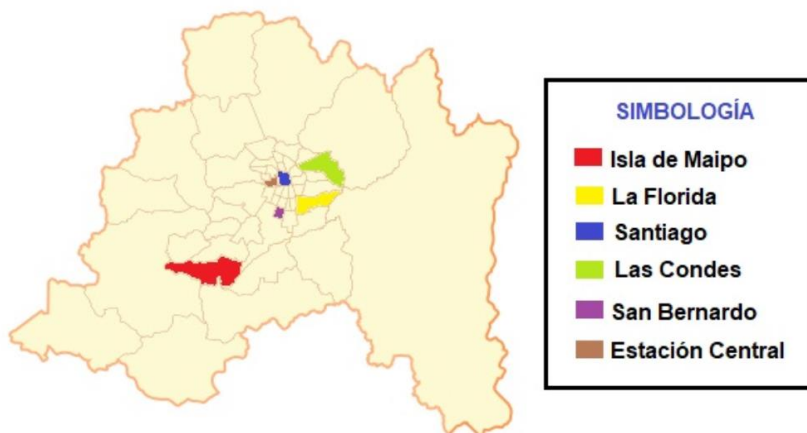 SIMBOLOGÍA
Isla de Maipo
La Florida
Santiago
Las Condes
San Bernardo
Estación Central